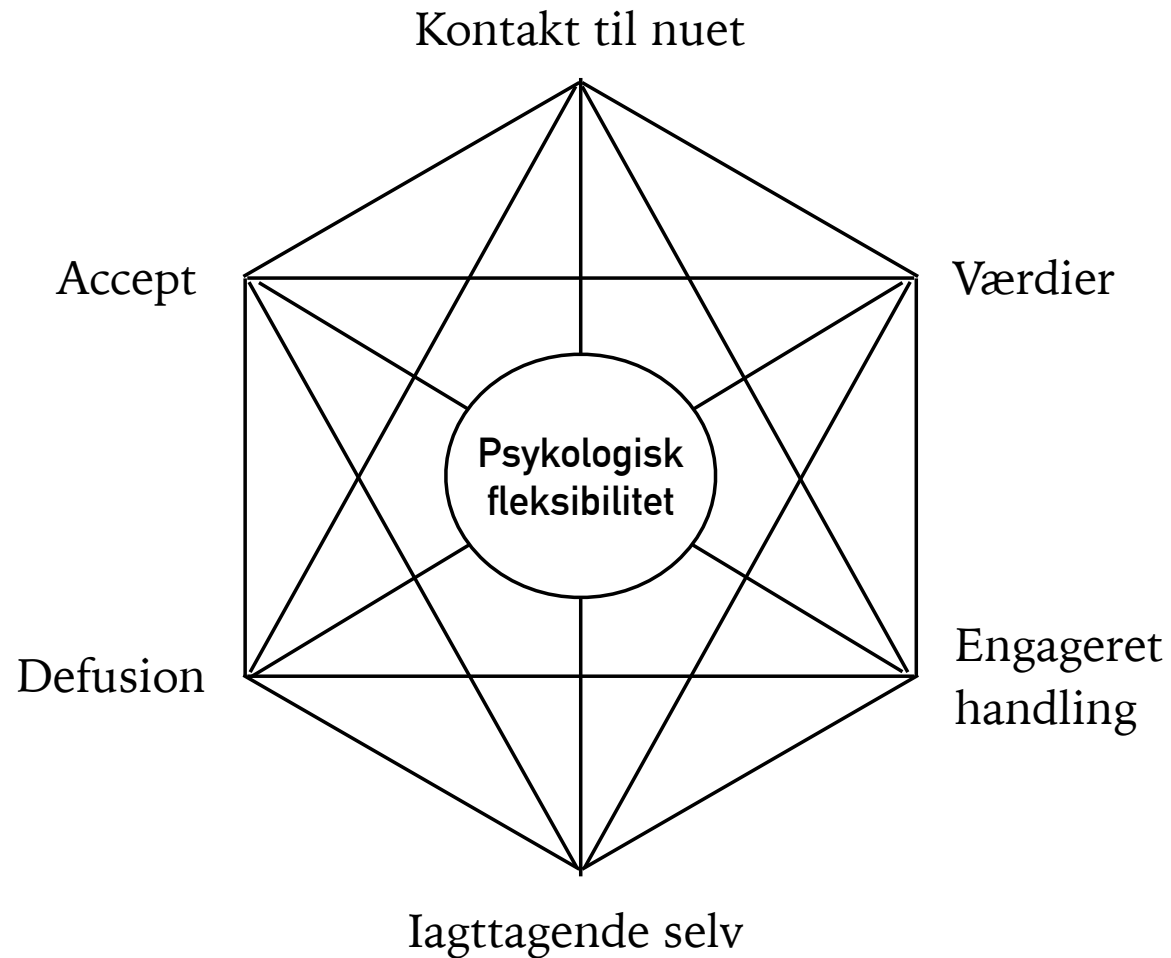 Kontakt til nuet
Accept
Værdier
Psykologisk
fleksibilitet
Defusion
Engageret
handling
Iagttagende selv